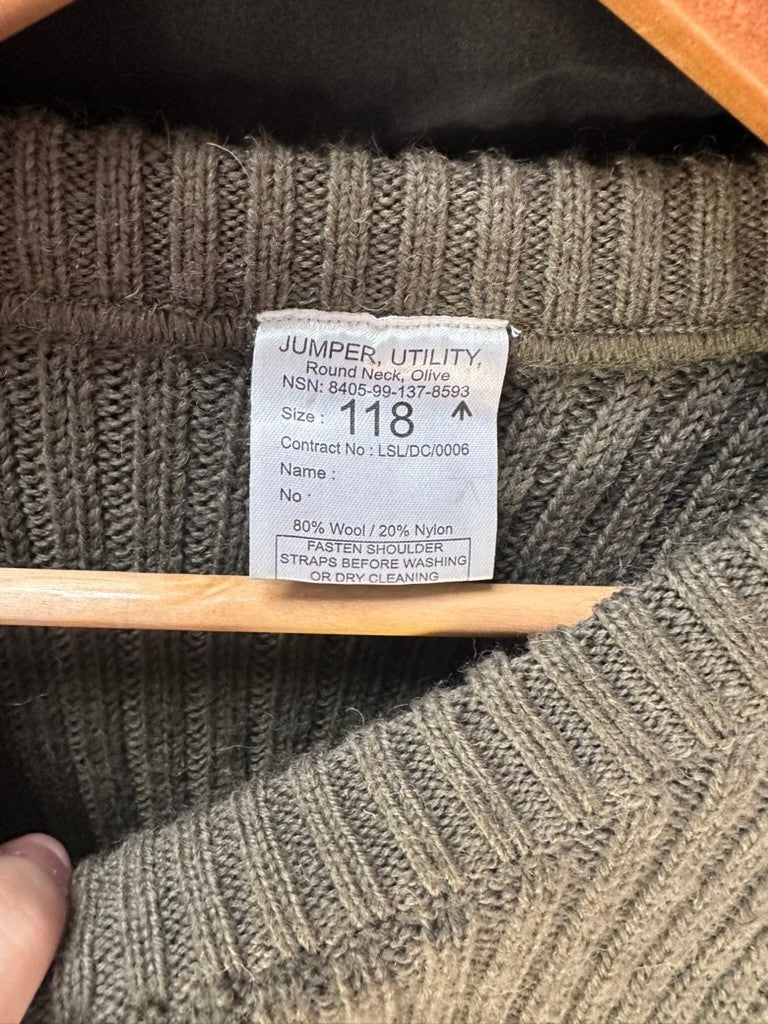 JUMPER, UTILITY,
Round Neck, Olive
NSN: 8405-99-137-8593
Size : 118
Contract No : LSL/DC/0006
Name :
No :
80% Wool / 20% Nylon
FASTEN SHOULDER
STRAPS BEFORE WASHING
OR DRY CLEANING